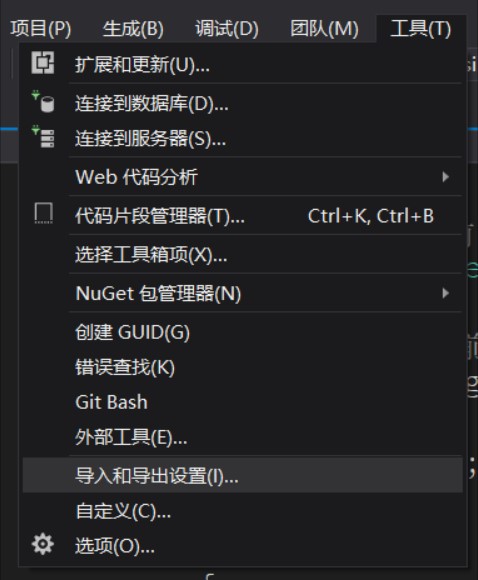 项目(P) 生成(B) 调试(D) 团队(M) 工具(T)
扩展和更新(U)...
连接到数据库(D)...
连接到服务器(S)...
Web 代码分析
代码片段管理器(T)... Ctrl+K, Ctrl+B
选择工具箱项(X)...
NuGet 包管理器(N)
创建 GUID(G)
错误查找(K)
Git Bash
外部工具(E)...
导入和导出设置(I)...
自定义(C)...
选项(O)...